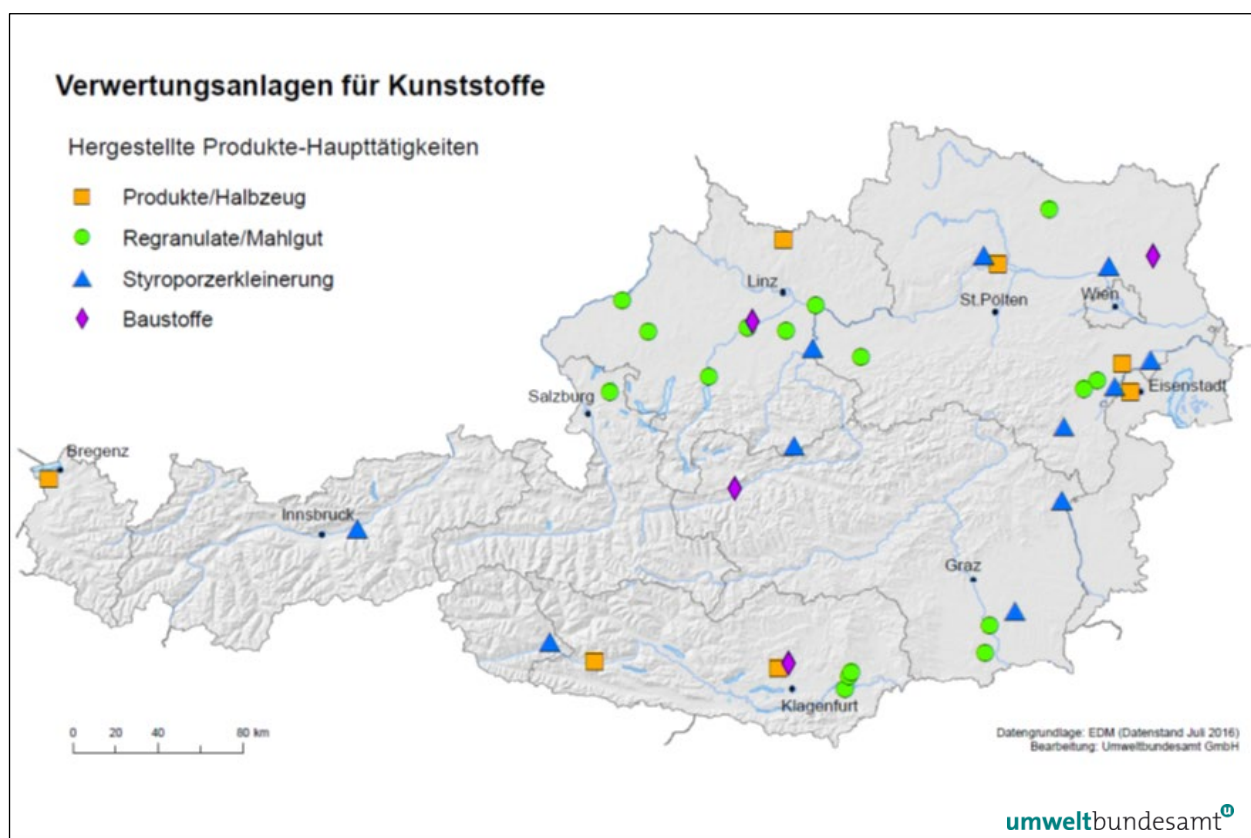 Verwertungsanlagen für Kunststoffe
Hergestellte Produkte-Haupttätigkeiten
Produkte/Halbzeug
Regranulate/Mahlgut
Styroporzerkleinerung
Baustoffe
Linz
St.Pölten
Wien
Salzburg
Eisenstadt
Bregenz
Innsbruck
Graz
Klagenfurt
0 20 40 80 km
Datengrundlage: EDM (Datenstand Juli 2016)
Bearbeitung: Umweltbundesamt GmbH
umweltbundesamt u